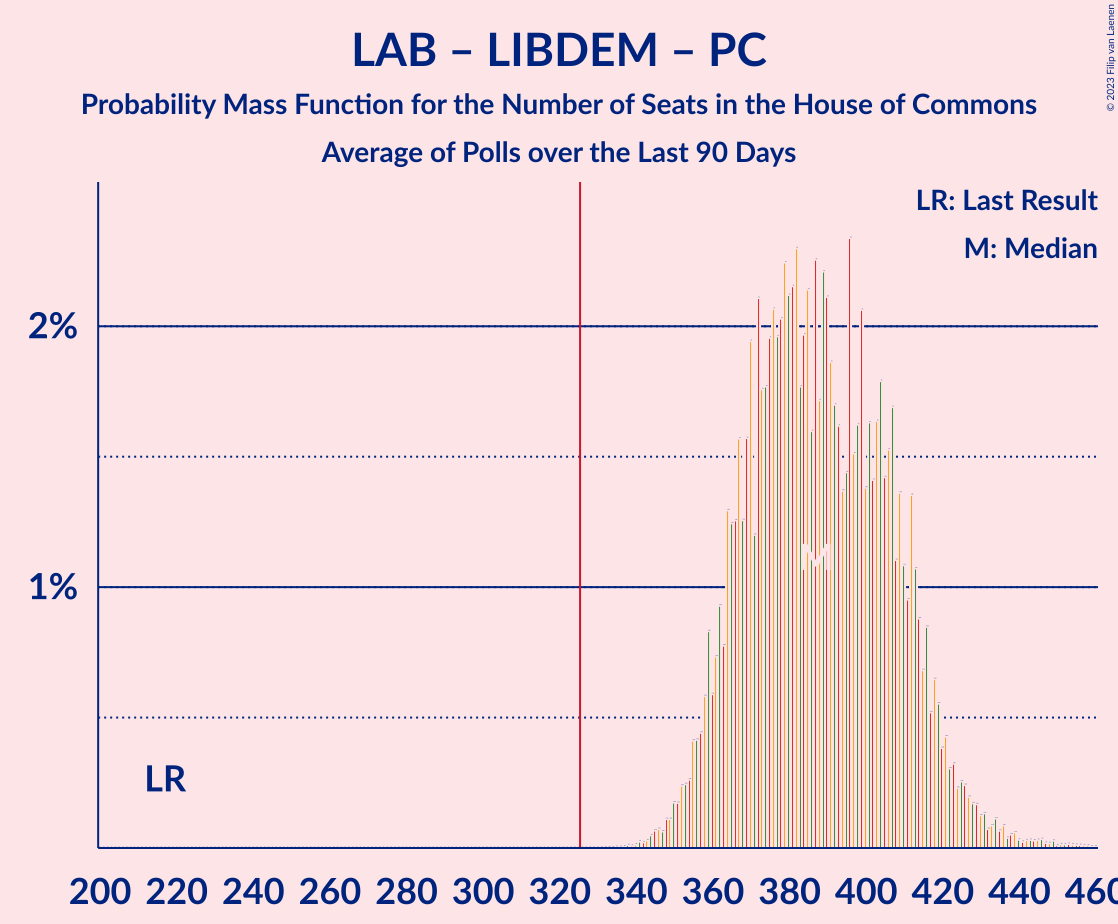 LAB – LIBDEM – PC
Probability Mass Function for the Number of Seats in the House of Commons
Average of Polls over the Last 90 Days
© 2023 Filip van Laenen
LR: Last Result
M: Median
2%
1%
M
LR
200 220 240 260 280 300 320 340 360 380 400 420 440 460